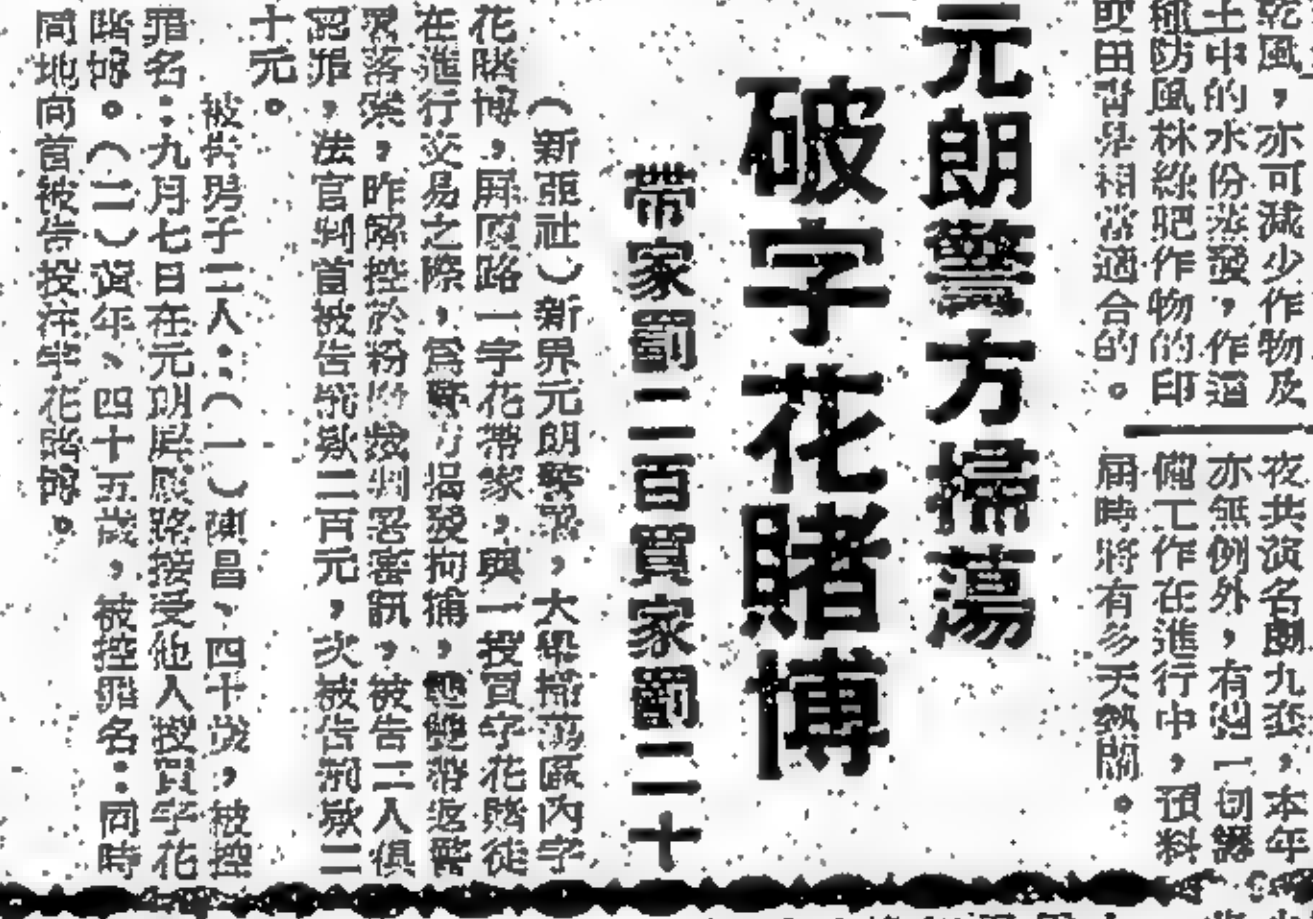 乾風，亦可減少作物及
土中的水份蒸發，作這
種防風林綠肥作物的印
度田菁是相當適合的。
夜共演名劇九套，本年
亦無例外，有關一切籌
備工作在進行中，預料
屆時將有多天熱鬧。
元朗警方掃蕩
破字花賭博
帶家罰二百買家罰二十
（新亞社）新界元朗警署，大舉掃蕩區內字
花賭博，屏廈路一字花帶家，與一投買字花賭徒
在進行交易之際，爲警方揭發拘捕，
落案，昨解控於粉嶺裁判署審訊，被告二人俱
認罪，法官判首被告罰款二百元，次被告罰款二
十元。
被告男子二人：（一）陳昌、四十歲，被控
罪名：九月七日在元朗屏廈路接受他人投買字花
賭博。（二）年、四十五歲，被控罪名：同時
同地向首被告投注字花賭博。